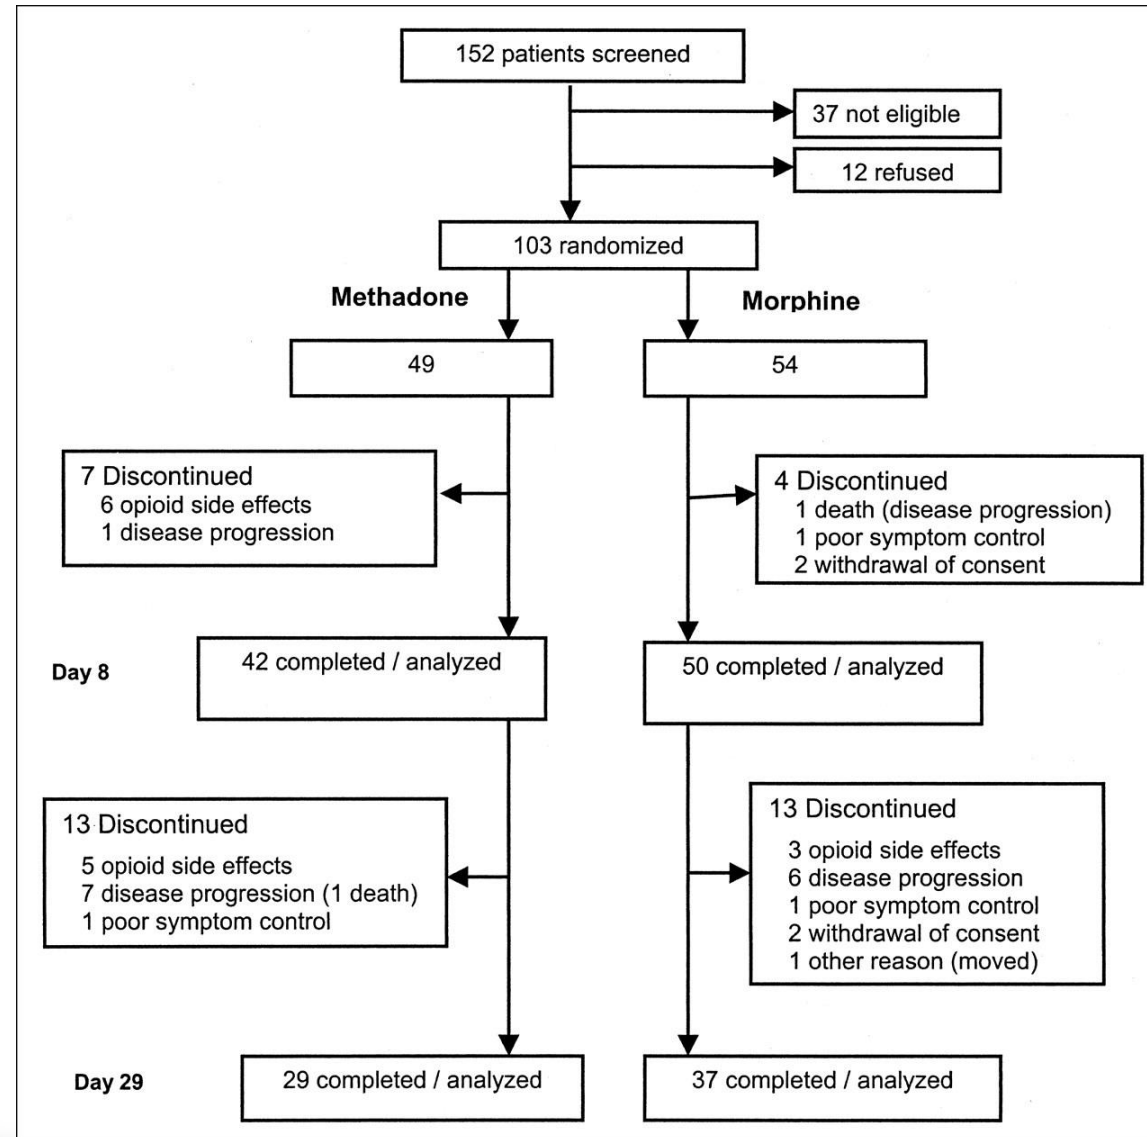 152 patients screened
37 not eligible
12 refused
103 randomized
Methadone
Morphine
49
54
7 Discontinued
6 opioid side effects
1 disease progression
4 Discontinued
1 death (disease progression)
1 poor symptom control
2 withdrawal of consent
Day 8
42 completed / analyzed
50 completed / analyzed
13 Discontinued
5 opioid side effects
7 disease progression (1 death)
1 poor symptom control
13 Discontinued
3 opioid side effects
6 disease progression
1 poor symptom control
2 withdrawal of consent
1 other reason (moved)
Day 29
29 completed / analyzed
37 completed / analyzed